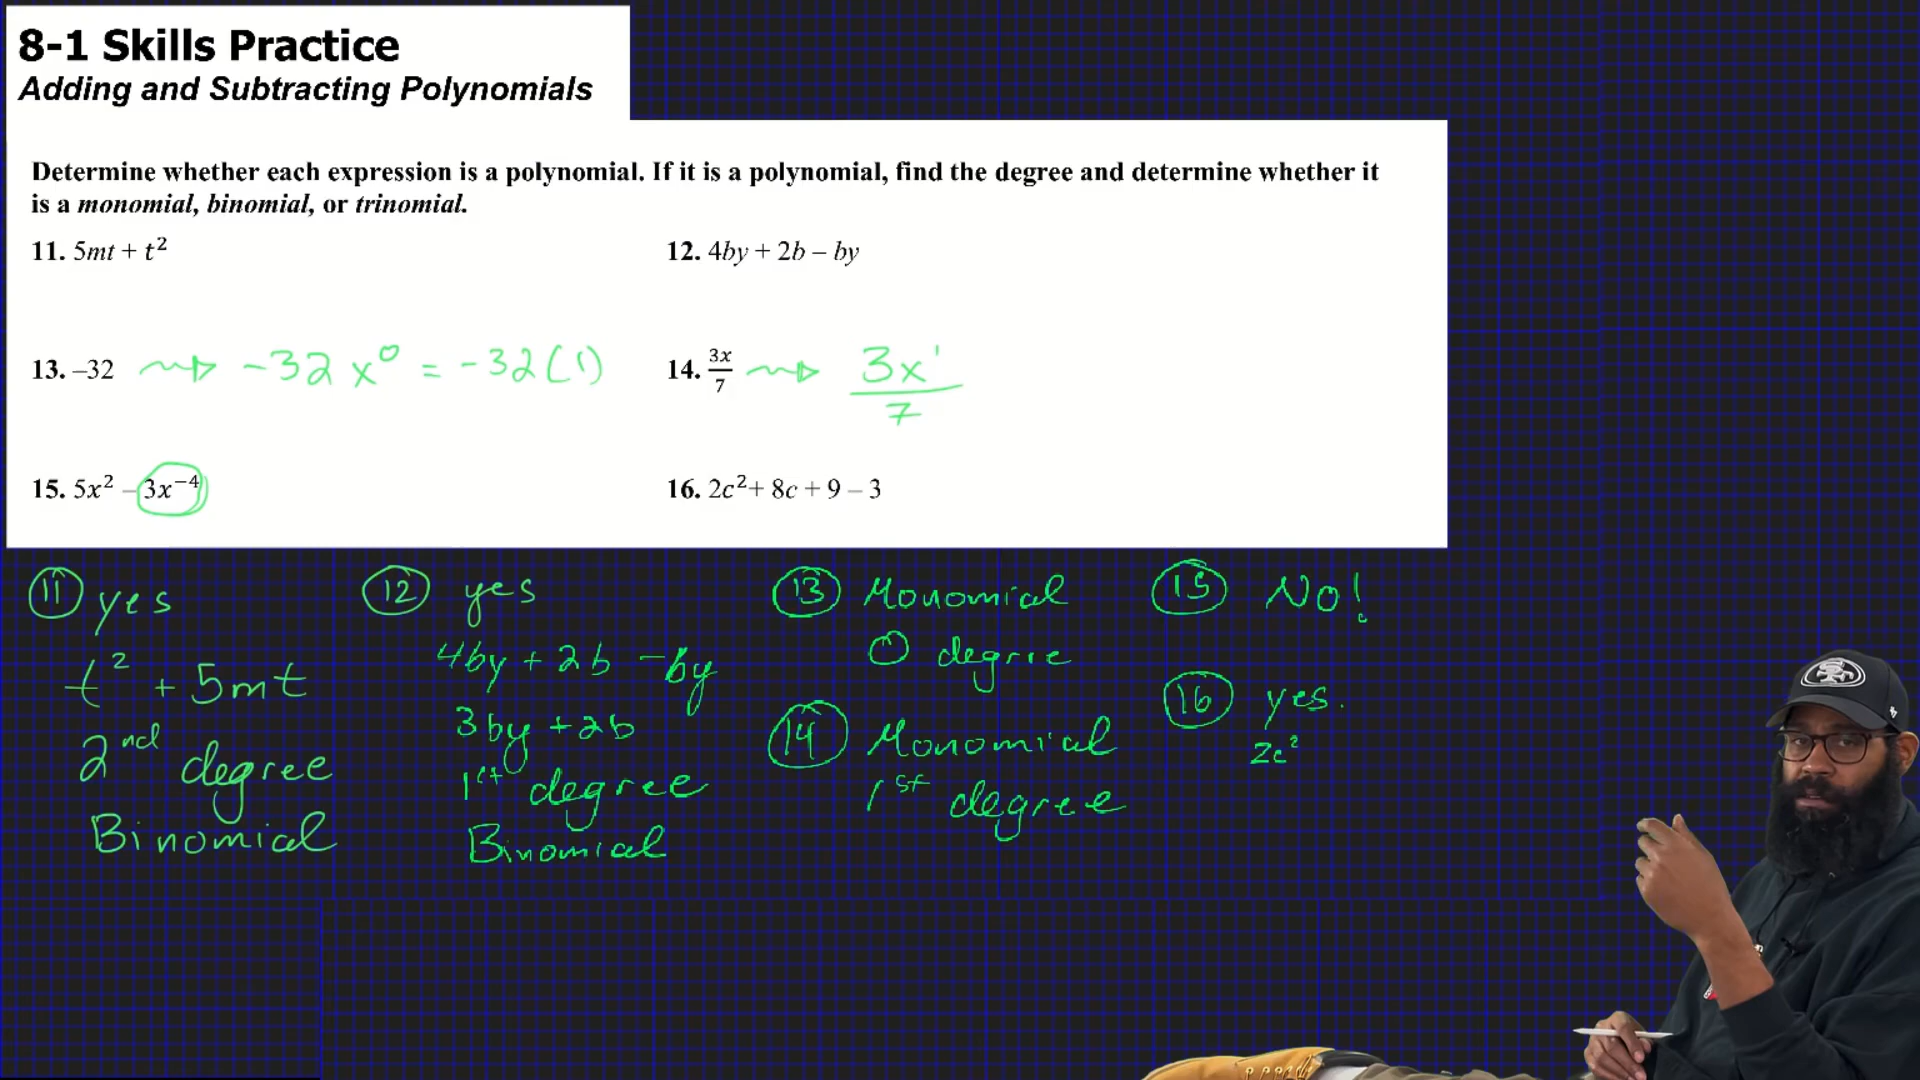 8-1 Skills Practice
Adding and Subtracting Polynomials
Determine whether each expression is a polynomial. If it is a polynomial, find the degree and determine whether it
is a monomial, binomial, or trinomial.
11. 5mt + t²
12. 4by + 2b – by
13. –32 ⇝ -32x⁰ = -32(1)
14. 3x/7 ⇝ 3x¹/7
15. 5x² – 3x⁻⁴
16. 2c² + 8c + 9 – 3
11 yes
t² + 5mt
2nd degree
Binomial
12 yes
4by + 2b - by
3by + 2b
1st degree
Binomial
13 Monomial
0 degree
14 Monomial
1st degree
15 No!
16 yes.
2c²